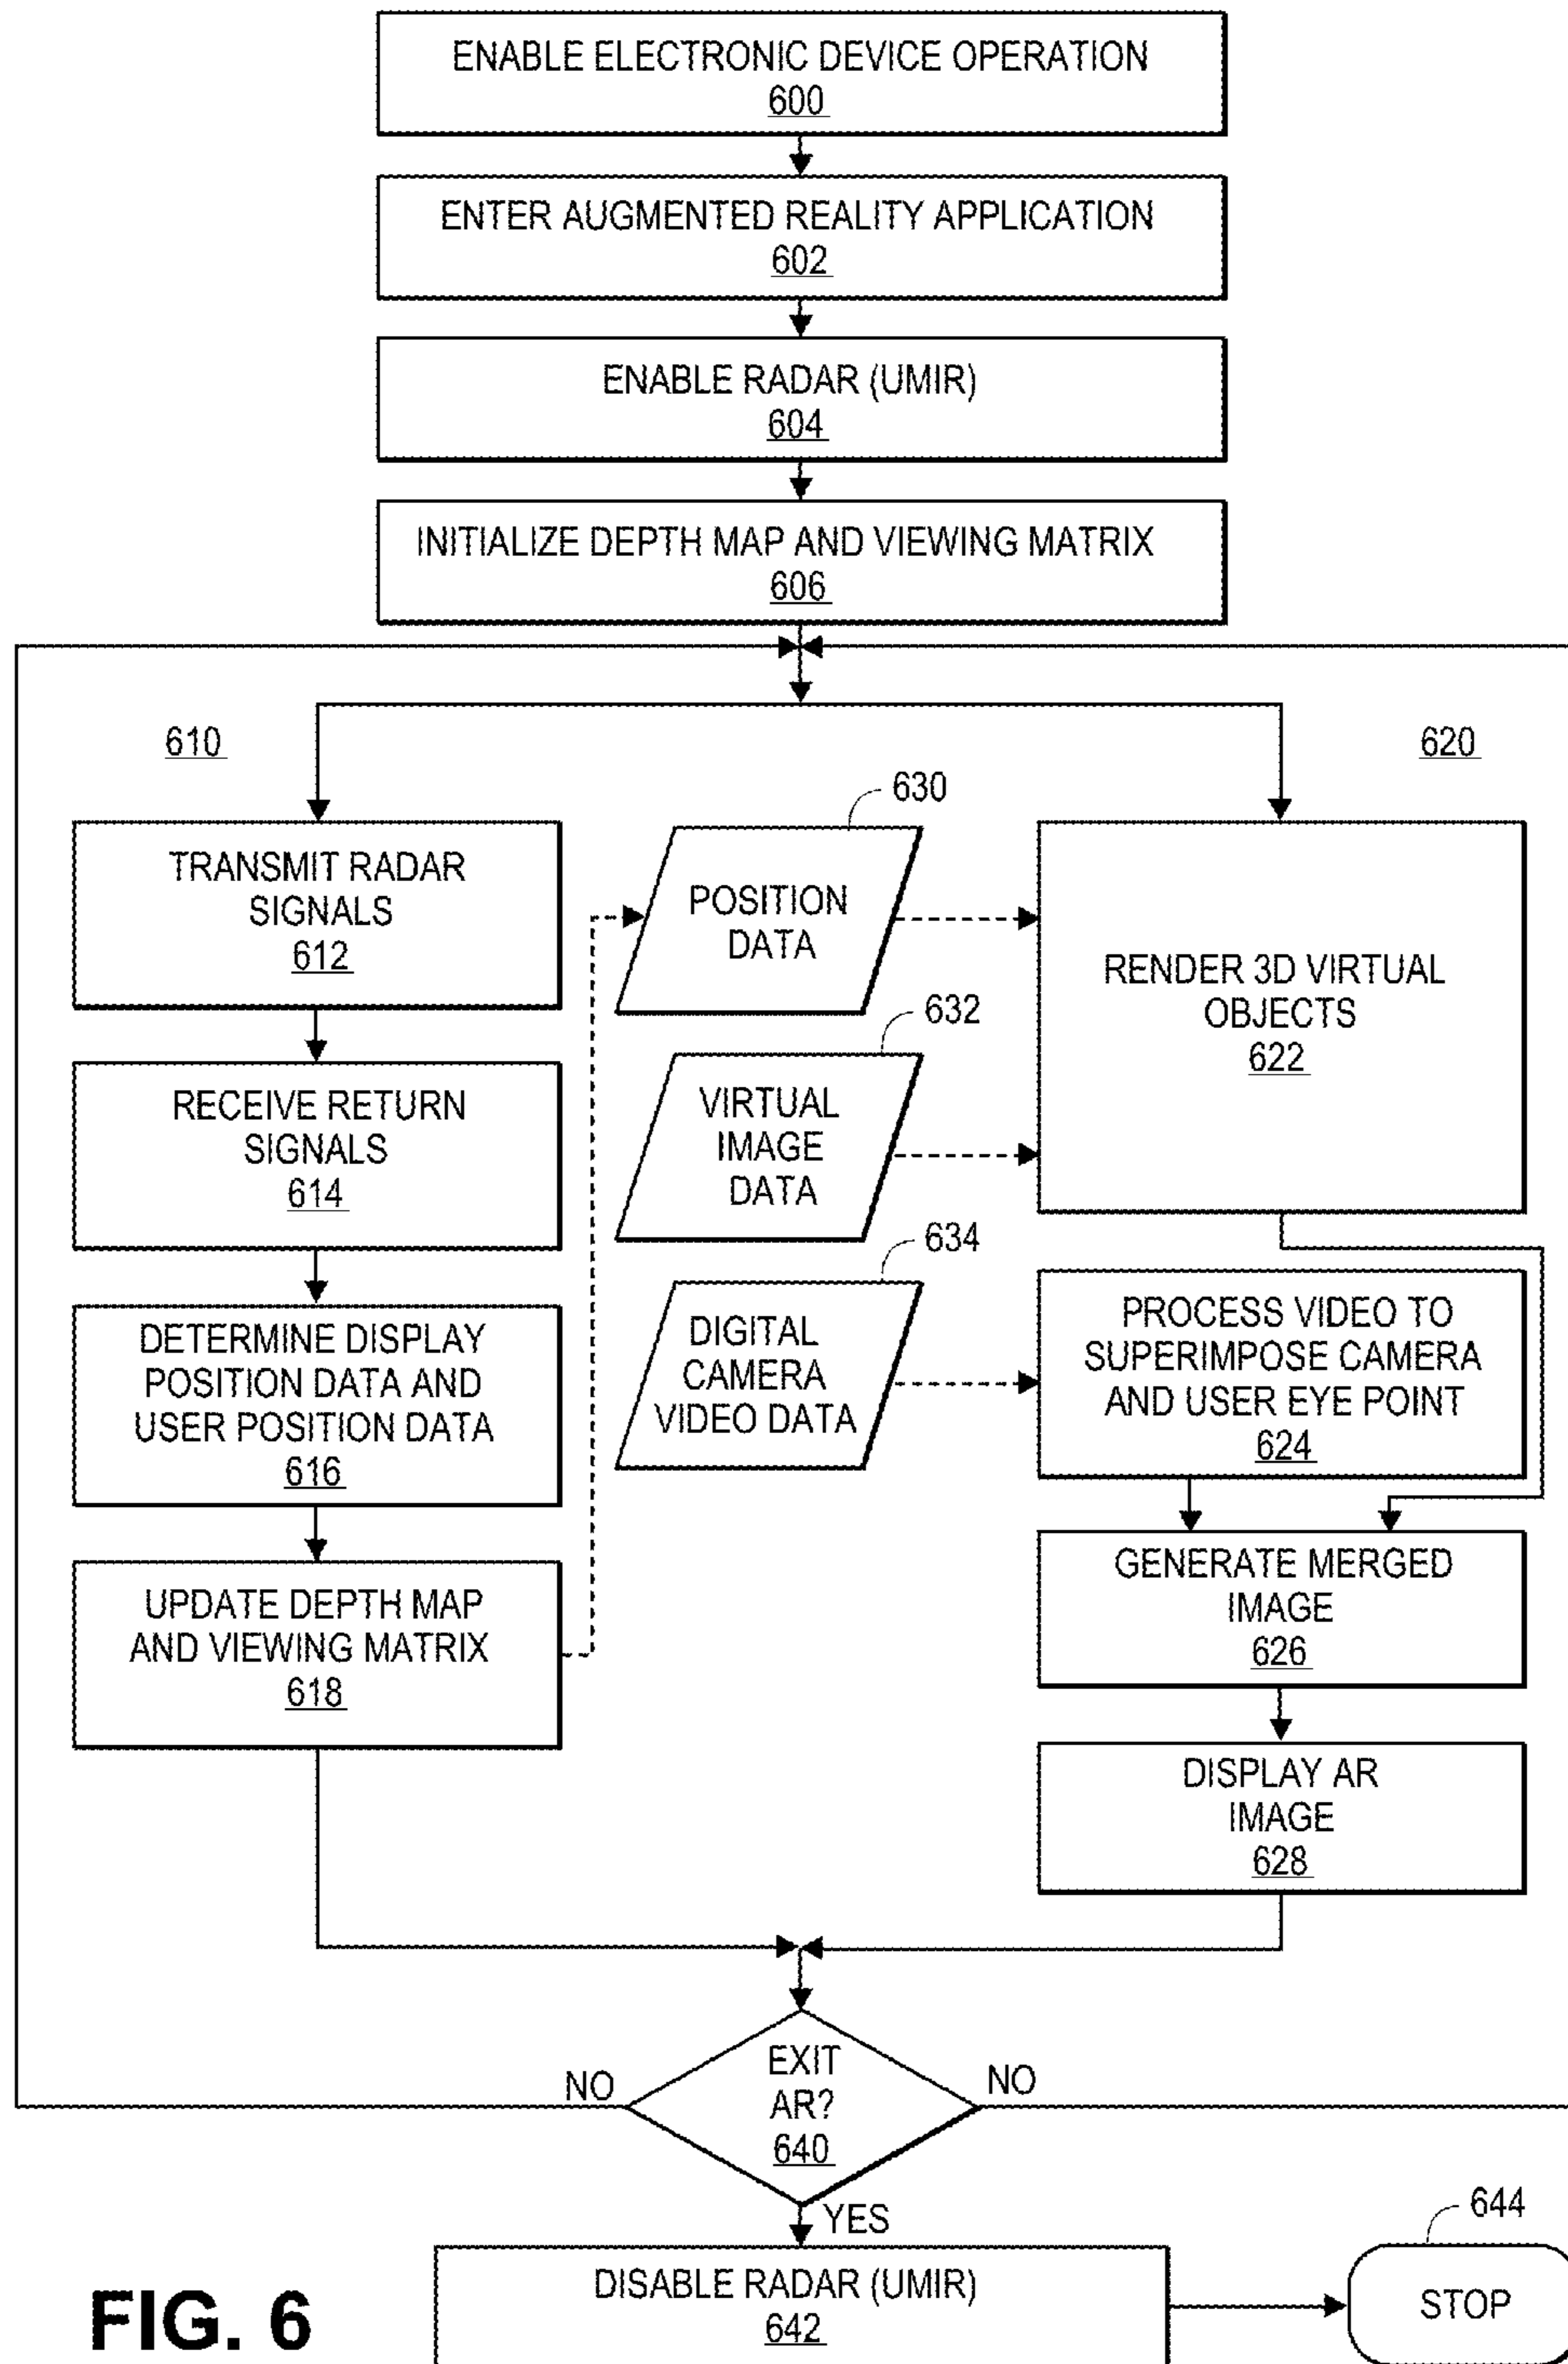 ENABLE ELECTRONIC DEVICE OPERATION
600
ENTER AUGMENTED REALITY APPLICATION
602
ENABLE RADAR (UMIR)
604
INITIALIZE DEPTH MAP AND VIEWING MATRIX
606
610
620
TRANSMIT RADAR
SIGNALS
612
RECEIVE RETURN
SIGNALS
614
DETERMINE DISPLAY
POSITION DATA AND
USER POSITION DATA
616
UPDATE DEPTH MAP
AND VIEWING MATRIX
618
630
POSITION
DATA
632
VIRTUAL
IMAGE
DATA
634
DIGITAL
CAMERA
VIDEO DATA
RENDER 3D VIRTUAL
OBJECTS
622
PROCESS VIDEO TO
SUPERIMPOSE CAMERA
AND USER EYE POINT
624
GENERATE MERGED
IMAGE
626
DISPLAY AR
IMAGE
628
NO
EXIT
AR?
640
NO
YES
DISABLE RADAR (UMIR)
642
644
STOP
FIG. 6